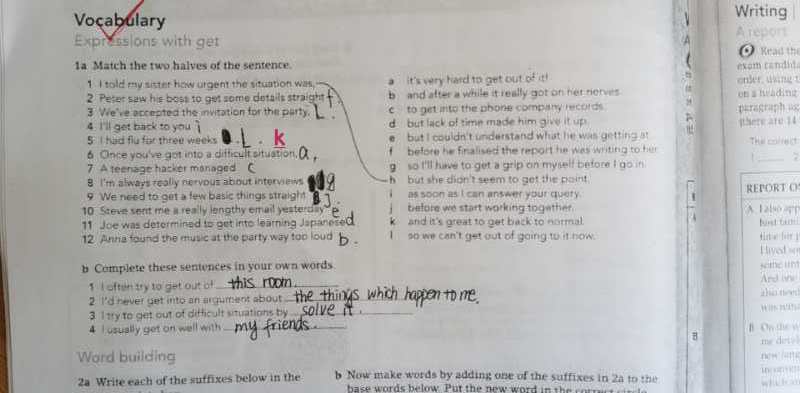 Vocabulary
Expressions with get
1a Match the two halves of the sentence.
1 I told my sister how urgent the situation was,
2 Peter saw his boss to get some details straight f.
3 We've accepted the invitation for the party, L.
4 I'll get back to you i
5 I had flu for three weeks L. k
6 Once you've got into a difficult situation, a,
7 A teenage hacker managed C
8 I'm always really nervous about interviews g
9 We need to get a few basic things straight j.
10 Steve sent me a really lengthy email yesterday e
11 Joe was determined to get into learning Japanese d
12 Anna found the music at the party way too loud b.
a it's very hard to get out of it!
b and after a while it really got on her nerves.
c to get into the phone company records.
d but lack of time made him give it up.
e but I couldn't understand what he was getting at.
f before he finalised the report he was writing to her.
g so I'll have to get a grip on myself before I go in.
h but she didn't seem to get the point.
i as soon as I can answer your query.
j before we start working together.
k and it's great to get back to normal.
l so we can't get out of going to it now.
b Complete these sentences in your own words.
1 I often try to get out of this room.
2 I'd never get into an argument about the things which happen to me.
3 I try to get out of difficult situations by solve it.
4 I usually get on well with my friends.
Word building
2a Write each of the suffixes below in the
b Now make words by adding one of the suffixes in 2a to the
base words below. Put the new word in the correct circle
Writing
A report
Read the
exam candida
order, using t
on a heading
paragraph ag
there are 14
The correct
1 2
REPORT O
A I also app
host fam
time for p
I lived
some
And one
also need
was
B On the w
me devel
new lang
inconven
which
B